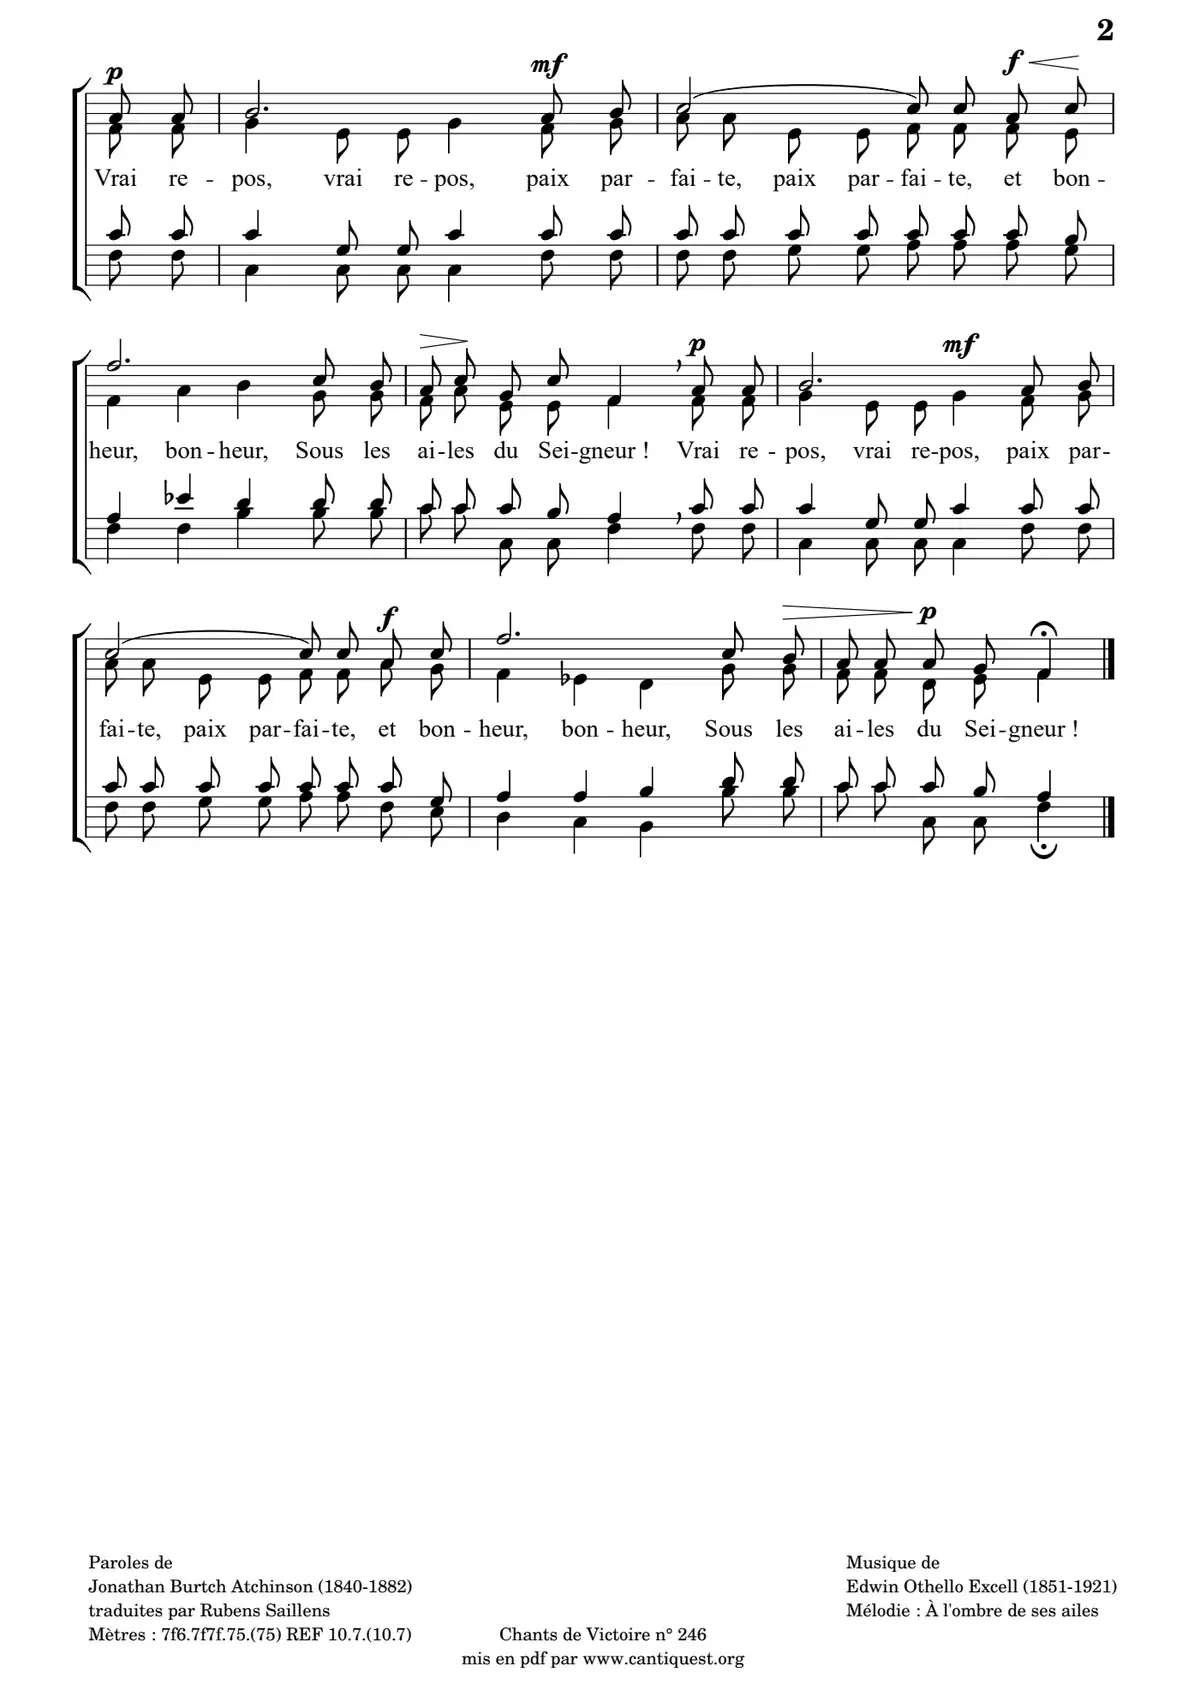 2
p mf f
Vrai re - pos, vrai re - pos, paix par - fai - te, paix par - fai - te, et bon -
p mf
heur, bon - heur, Sous les ai - les du Sei - gneur ! Vrai re - pos, vrai re - pos, paix par -
f p
fai - te, paix par - fai - te, et bon - heur, bon - heur, Sous les ai - les du Sei - gneur !
Paroles de
Jonathan Burtch Atchinson (1840-1882)
traduites par Rubens Saillens
Mètres : 7f6.7f7f.75.(75) REF 10.7.(10.7)
Musique de
Edwin Othello Excell (1851-1921)
Mélodie : À l'ombre de ses ailes
Chants de Victoire n° 246
mis en pdf par www.cantiquest.org